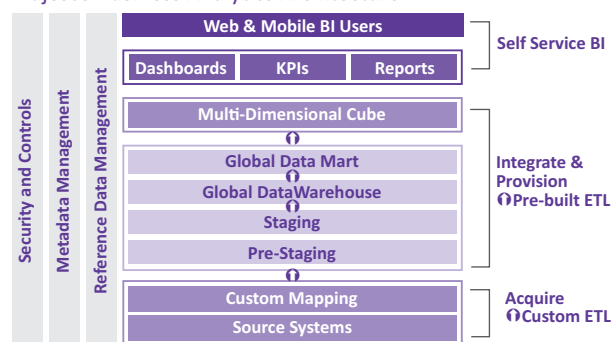 Web & Mobile BI Users
Dashboards
KPIs
Reports
Self Service BI
Multi-Dimensional Cube
Global Data Mart
Global DataWarehouse
Staging
Pre-Staging
Integrate &
Provision
Pre-built ETL
Custom Mapping
Source Systems
Acquire
Custom ETL
Security and Controls
Metadata Management
Reference Data Management